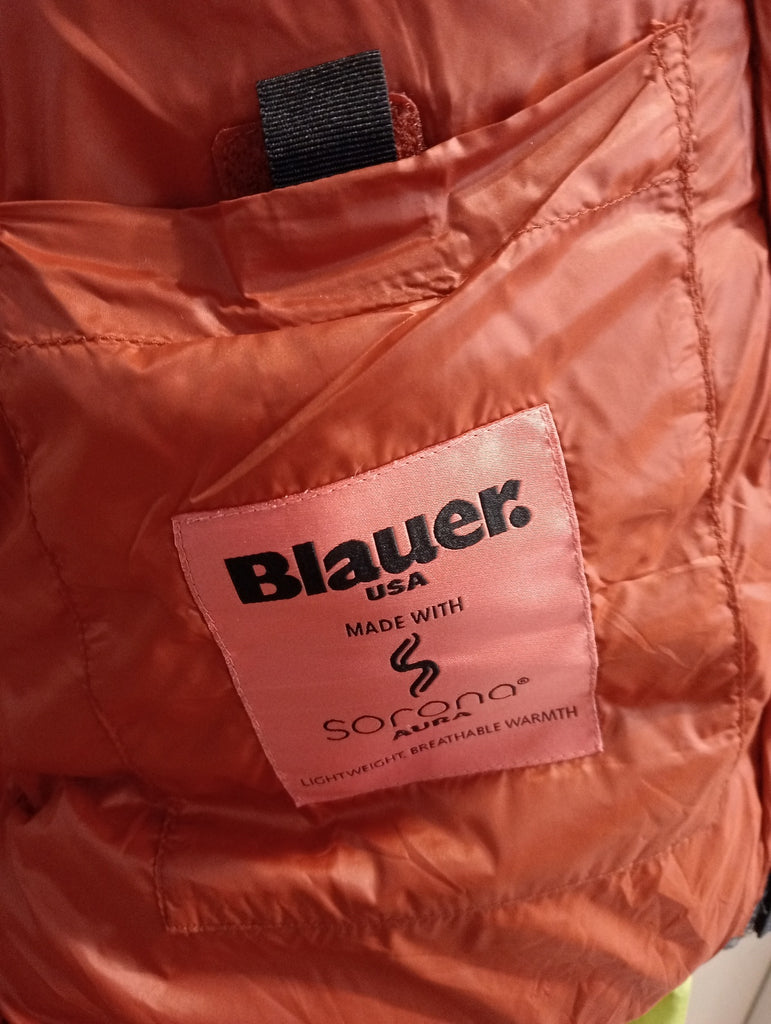 Blauer.
USA
MADE WITH
sorona®
AURA
LIGHTWEIGHT, BREATHABLE WARMTH